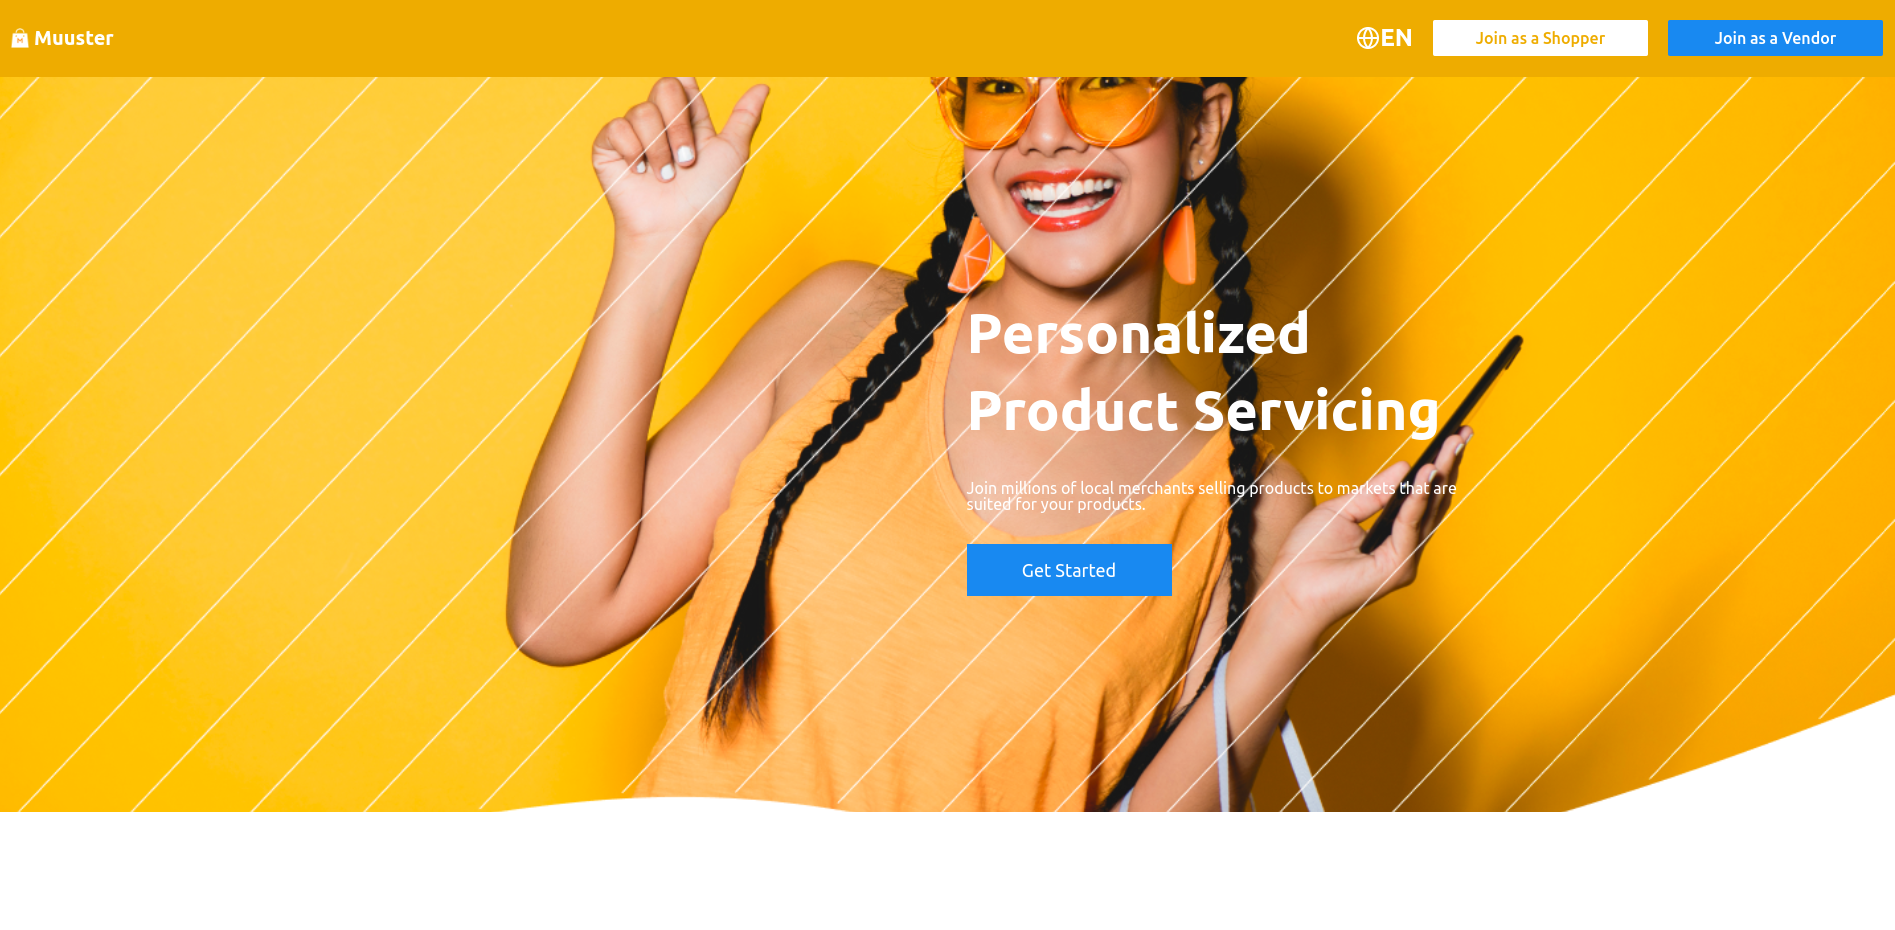 Muuster
EN
Join as a Shopper
Join as a Vendor
Personalized
Product Servicing
Join millions of local merchants selling products to markets that are
suited for your products.
Get Started